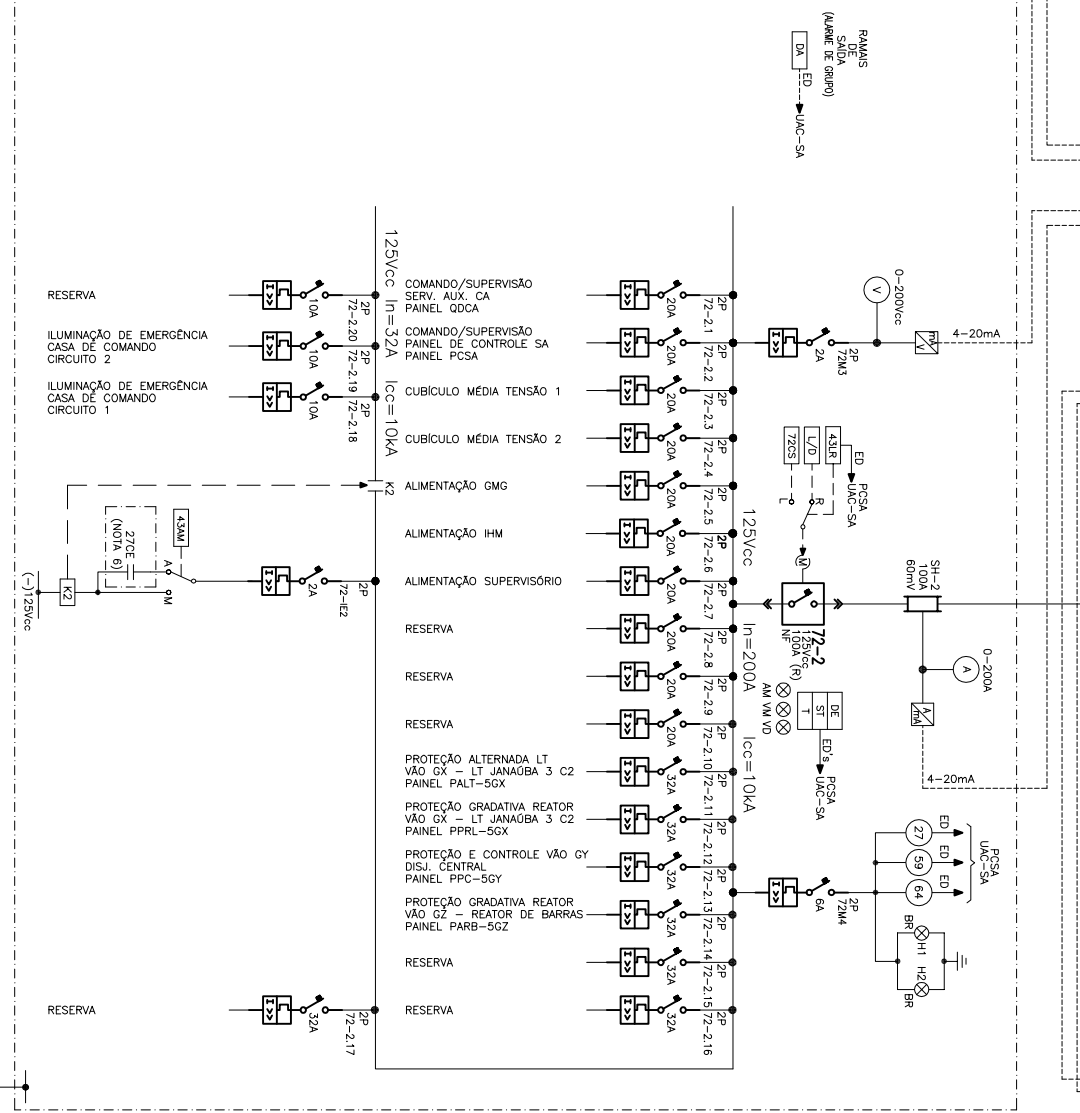 RAMAIS
DE
SAÍDA
(ALARME DE GRUPO)
DA
ED
UAC-SA
0-200Vcc
V
mA
V
4-20mA
2P
72M3
2A
125Vcc In=32A Icc=10kA
RESERVA
10A
2P
72-2.20
ILUMINAÇÃO DE EMERGÊNCIA
CASA DE COMANDO
CIRCUITO 2
10A
2P
72-2.19
ILUMINAÇÃO DE EMERGÊNCIA
CASA DE COMANDO
CIRCUITO 1
10A
2P
72-2.18
K2
43AM
27CE
(NOTA 6)
A
M
K2
(-)125Vcc
2A
2P
72-IE2
RESERVA
32A
2P
72-2.17
COMANDO/SUPERVISÃO
SERV. AUX. CA
PAINEL QDCA
20A
2P
72-2.1
COMANDO/SUPERVISÃO
PAINEL DE CONTROLE SA
PAINEL PCSA
20A
2P
72-2.2
CUBÍCULO MÉDIA TENSÃO 1
20A
2P
72-2.3
CUBÍCULO MÉDIA TENSÃO 2
20A
2P
72-2.4
ALIMENTAÇÃO GMG
20A
2P
72-2.5
ALIMENTAÇÃO IHM
20A
2P
72-2.6
ALIMENTAÇÃO SUPERVISÓRIO
20A
2P
72-2.7
RESERVA
20A
2P
72-2.8
RESERVA
20A
2P
72-2.9
RESERVA
20A
2P
72-2.10
PROTEÇÃO ALTERNADA LT
VÃO GX - LT JANAÚBA 3 C2
PAINEL PALT-5GX
32A
2P
72-2.11
PROTEÇÃO GRADATIVA REATOR
VÃO GX - LT JANAÚBA 3 C2
PAINEL PPRL-5GX
32A
2P
72-2.12
PROTEÇÃO E CONTROLE VÃO GY
DISJ. CENTRAL
PAINEL PPC-5GY
32A
2P
72-2.13
PROTEÇÃO GRADATIVA REATOR
VÃO GZ - REATOR DE BARRAS
PAINEL PARB-5GZ
32A
2P
72-2.14
RESERVA
32A
2P
72-2.15
RESERVA
32A
2P
72-2.16
125Vcc In=200A Icc=10kA
43LR
L/D
72CS
ED
PCSA
UAC-SA
R
L
M
72-2
125Vcc
100A (R)
NF
SH-2
100A
60mV
0-200A
A
A
mA
4-20mA
DE
ST
T
ED's
PCSA
UAC-SA
AM VM VD
2P
72M4
6A
27
59
64
ED
ED
ED
PCSA
UAC-SA
BR
H1
H2
BR